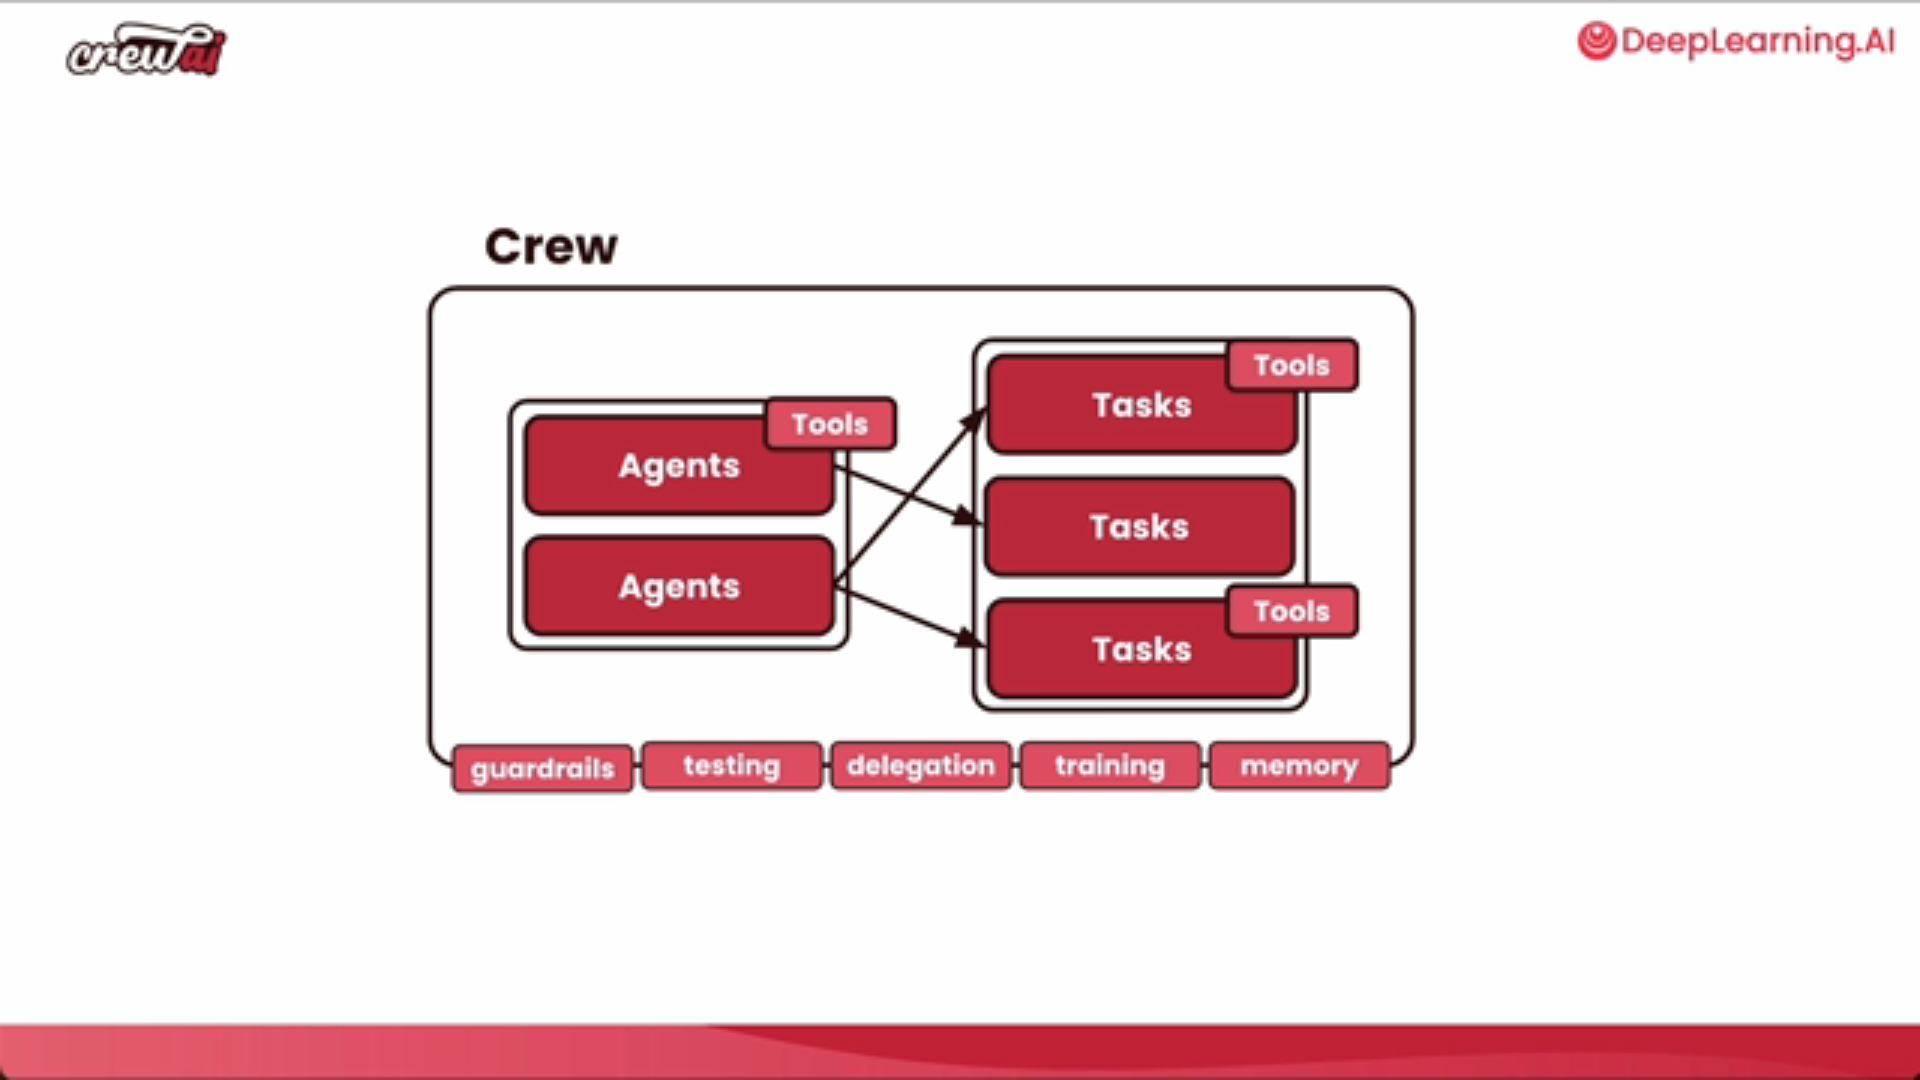 crewai
DeepLearning.AI
Crew
Tools
Agents
Agents
Tools
Tasks
Tasks
Tools
Tasks
guardrails
testing
delegation
training
memory